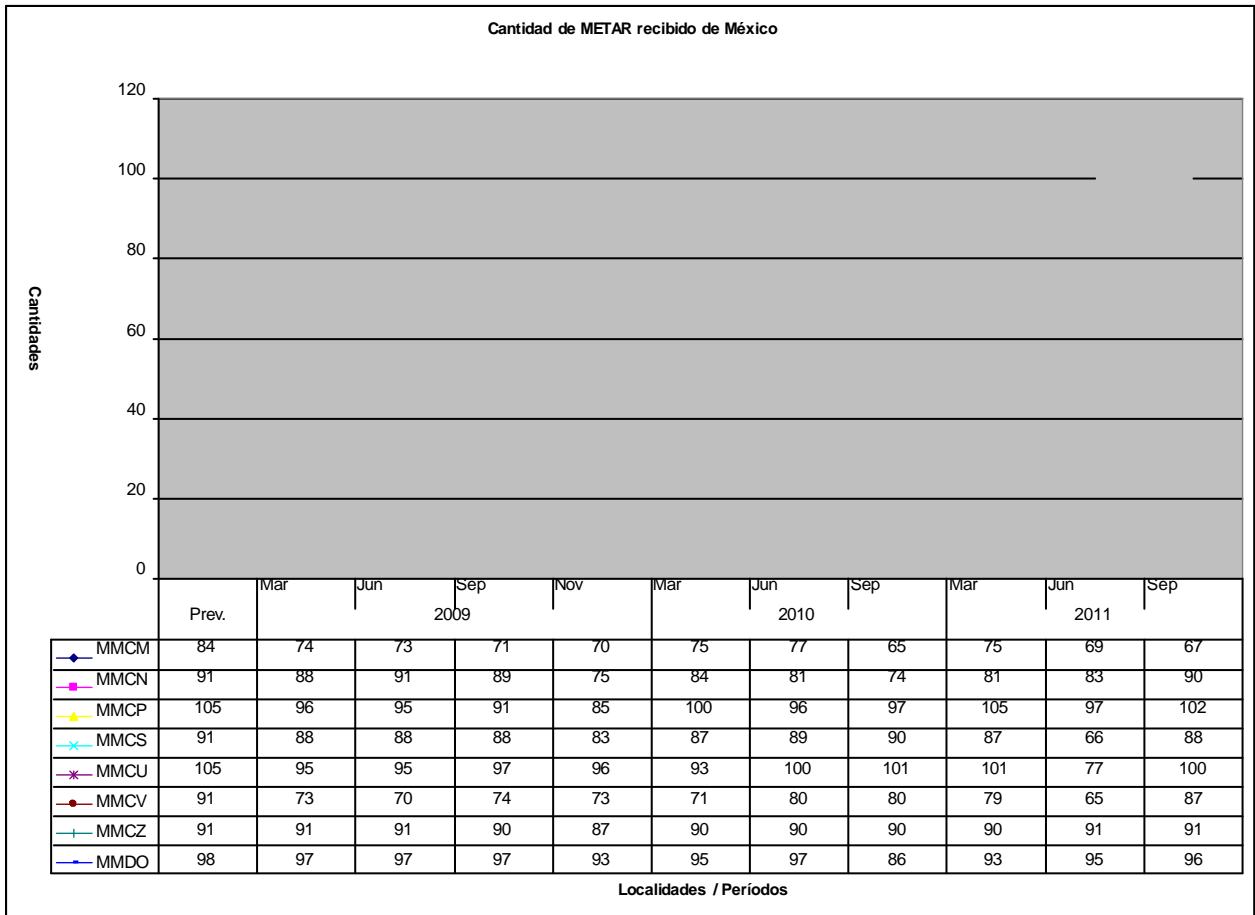 Cantidad de METAR recibido de México
120
100
80
60
40
20
0
Cantidades
Mar Jun Sep Nov Mar Jun Sep Mar Jun Sep
Prev. 2009 2010 2011
MMCM 84 74 73 71 70 75 77 65 75 69 67
MMCN 91 88 91 89 75 84 81 74 81 83 90
MMCP 105 96 95 91 85 100 96 97 105 97 102
MMCS 91 88 88 88 83 87 89 90 87 66 88
MMCU 105 95 95 97 96 93 100 101 101 77 100
MMCV 91 73 70 74 73 71 80 80 79 65 87
MMCZ 91 91 91 90 87 90 90 90 90 91 91
MMDO 98 97 97 97 93 95 97 86 93 95 96
Localidades / Períodos